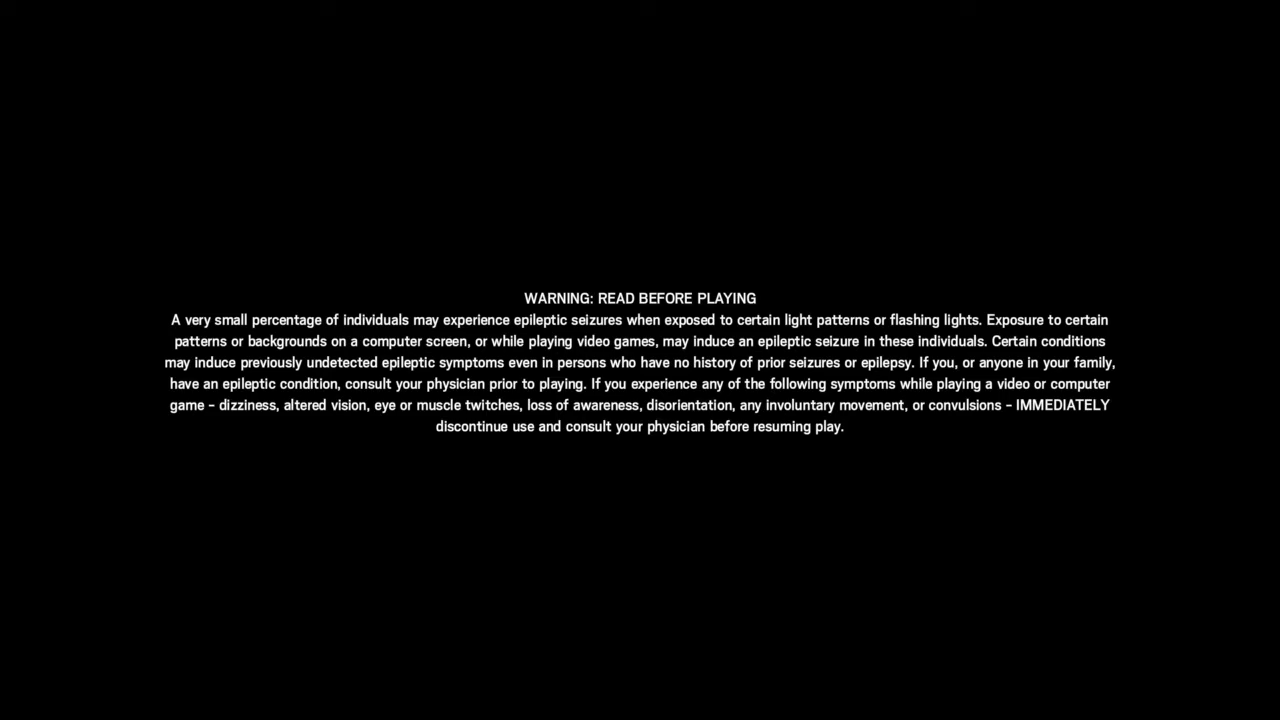 WARNING: READ BEFORE PLAYING
A very small percentage of individuals may experience epileptic seizures when exposed to certain light patterns or flashing lights. Exposure to certain
patterns or backgrounds on a computer screen, or while playing video games, may induce an epileptic seizure in these individuals. Certain conditions
may induce previously undetected epileptic symptoms even in persons who have no history of prior seizures or epilepsy. If you, or anyone in your family,
have an epileptic condition, consult your physician prior to playing. If you experience any of the following symptoms while playing a video or computer
game - dizziness, altered vision, eye or muscle twitches, loss of awareness, disorientation, any involuntary movement, or convulsions - IMMEDIATELY
discontinue use and consult your physician before resuming play.